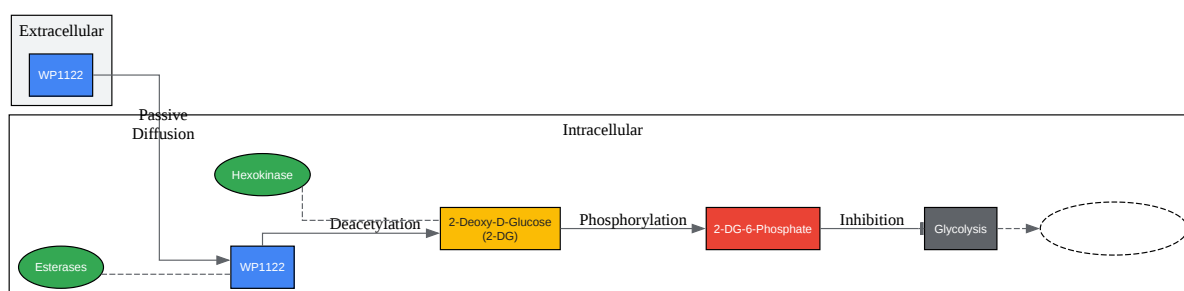 Extracellular
WP1122
Passive
Diffusion
Intracellular
Hexokinase
Deacetylation
2-Deoxy-D-Glucose
(2-DG)
Phosphorylation
2-DG-6-Phosphate
Inhibition
Glycolysis
Esterases
WP1122